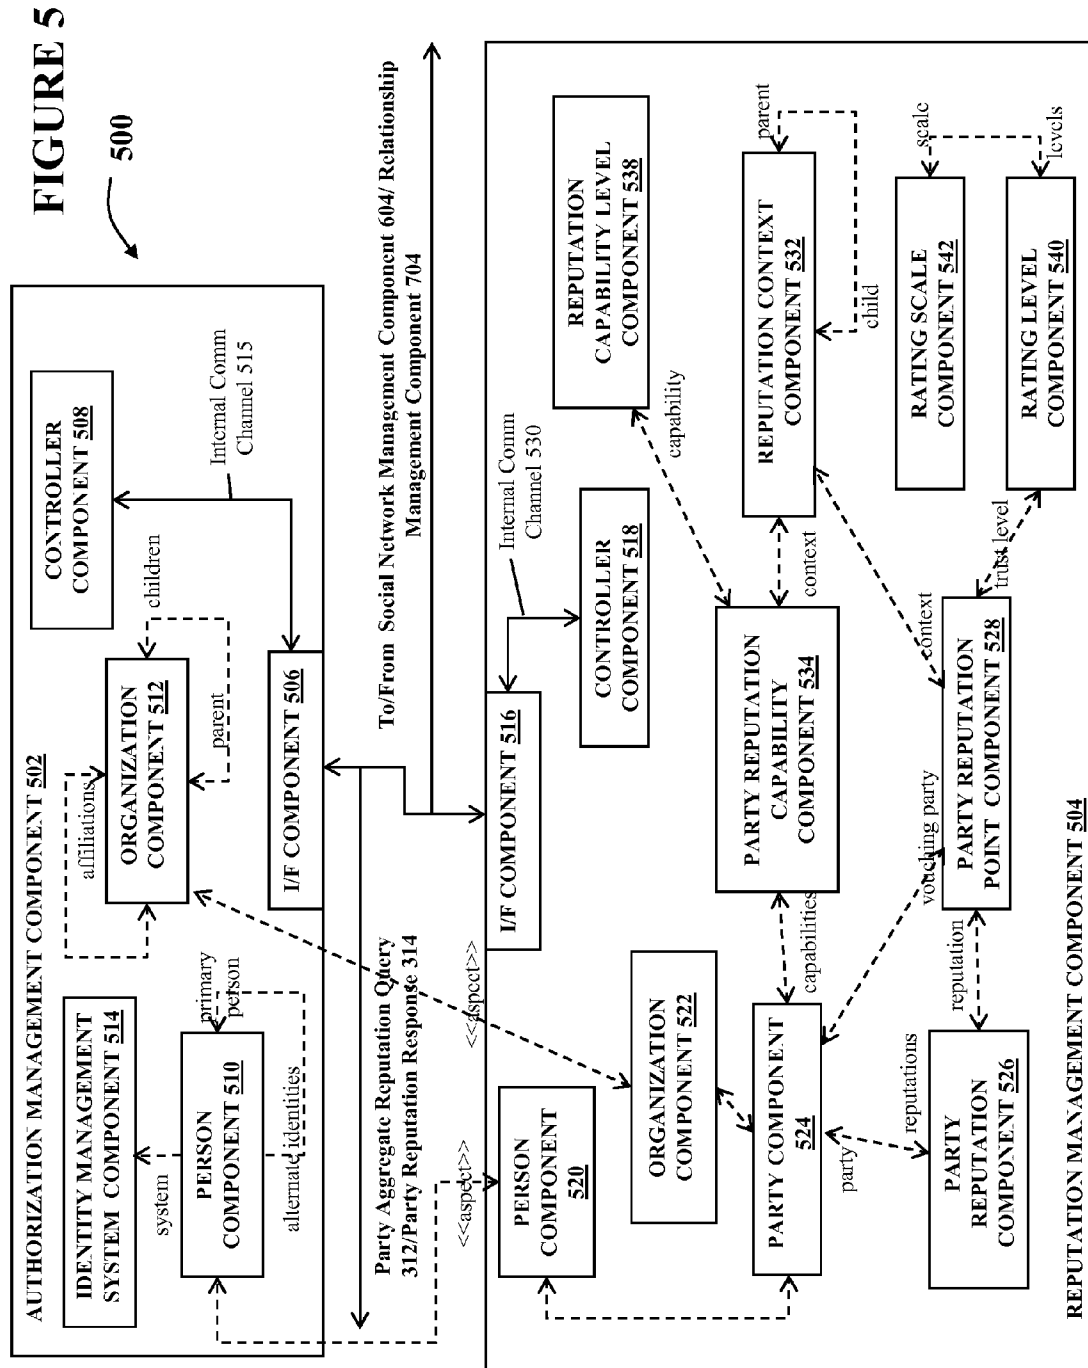 FIGURE 5
500
AUTHORIZATION MANAGEMENT COMPONENT 502
IDENTITY MANAGEMENT
SYSTEM COMPONENT 514
system
PERSON
COMPONENT 510
primary
person
alternate identities
affiliations
ORGANIZATION
COMPONENT 512
children
parent
CONTROLLER
COMPONENT 508
Internal Comm
Channel 515
I/F COMPONENT 506
Party Aggregate Reputation Query
312/Party Reputation Response 314
To/From Social Network Management Component 604/ Relationship
Management Component 704
<<aspect>>
<<aspect>>
I/F COMPONENT 516
Internal Comm
Channel 530
CONTROLLER
COMPONENT 518
PERSON
COMPONENT
520
ORGANIZATION
COMPONENT 522
PARTY COMPONENT
524
capabilities
PARTY REPUTATION
CAPABILITY
COMPONENT 534
capability
REPUTATION
CAPABILITY LEVEL
COMPONENT 538
context
REPUTATION CONTEXT
COMPONENT 532
parent
child
party
reputations
PARTY
REPUTATION
COMPONENT 526
reputation
vouching party
PARTY REPUTATION
POINT COMPONENT 528
context
trust level
RATING SCALE
COMPONENT 542
scale
RATING LEVEL
COMPONENT 540
levels
REPUTATION MANAGEMENT COMPONENT 504